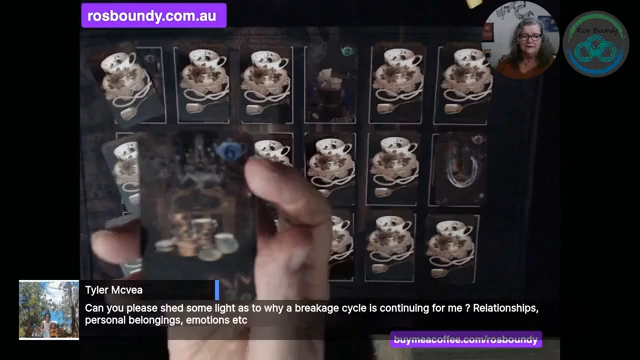 rosboundy.com.au
Ros Boundy
6
Tyler Mcvea
Can you please shed some light as to why a breakage cycle is continuing for me ? Relationships,
personal belongings, emotions etc
buymeacoffee.com/rosboundy